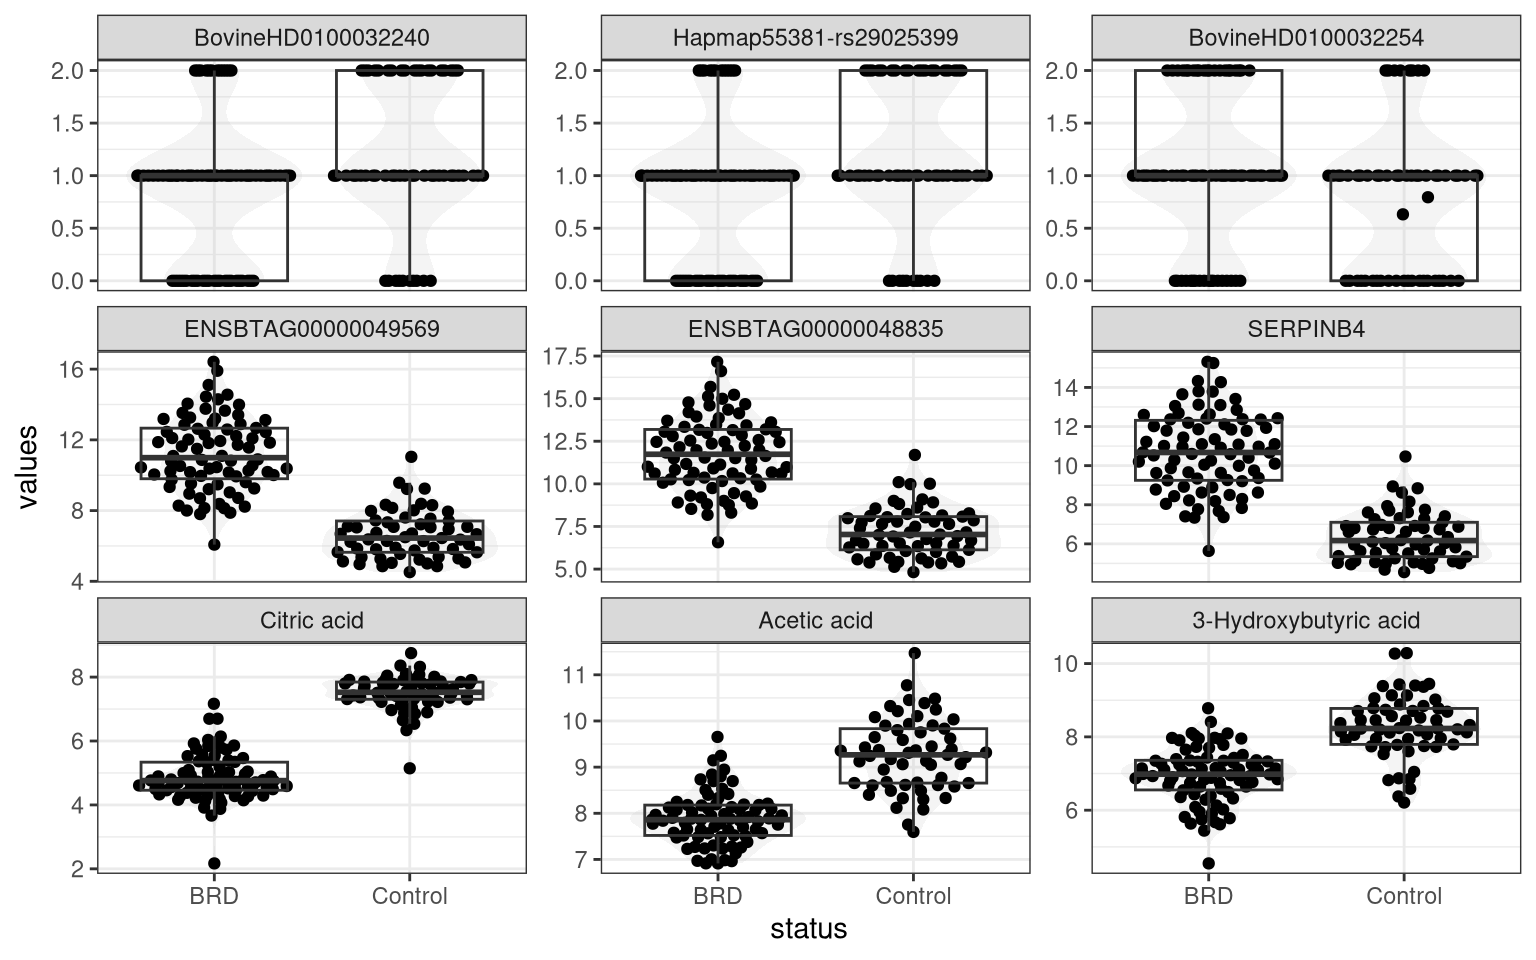 BovineHD0100032240 Hapmap55381-rs29025399 BovineHD0100032254
2.0 2.0 2.0
1.5 1.5 1.5
1.0 1.0 1.0
0.5 0.5 0.5
0.0 0.0 0.0
ENSBTAG00000049569 ENSBTAG00000048835 SERPINB4
16 17.5 14
12 15.0 12
8 12.5 10
4 10.0 8
7.5 6
5.0
values
Citric acid Acetic acid 3-Hydroxybutyric acid
8 11 10
6 10 8
4 9 6
2 8
7
BRD Control BRD Control BRD Control
status